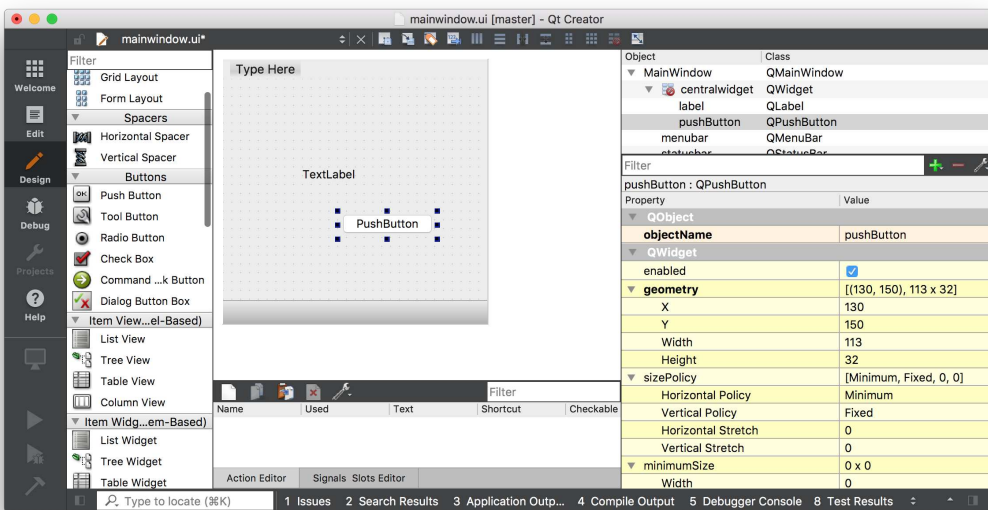 mainwindow.ui [master] - Qt Creator
mainwindow.ui*
Welcome
Edit
Design
Debug
Projects
Help
Filter
Grid Layout
Form Layout
Spacers
Horizontal Spacer
Vertical Spacer
Buttons
OK Push Button
Tool Button
Radio Button
Check Box
Command ...k Button
Dialog Button Box
Item View...el-Based)
List View
Tree View
Table View
Column View
Item Widg...em-Based)
List Widget
Tree Widget
Table Widget
Type Here
TextLabel
PushButton
Filter
Name Used Text Shortcut Checkable
Action Editor Signals Slots Editor
Object Class
MainWindow QMainWindow
centralwidget QWidget
label QLabel
pushButton QPushButton
menubar QMenuBar
statusbar QStatusBar
Filter
pushButton : QPushButton
Property Value
QObject
objectName pushButton
QWidget
enabled
geometry [(130, 150), 113 x 32]
X 130
Y 150
Width 113
Height 32
sizePolicy [Minimum, Fixed, 0, 0]
Horizontal Policy Minimum
Vertical Policy Fixed
Horizontal Stretch 0
Vertical Stretch 0
minimumSize 0 x 0
Width 0
Type to locate (⌘K) 1 Issues 2 Search Results 3 Application Outp... 4 Compile Output 5 Debugger Console 8 Test Results